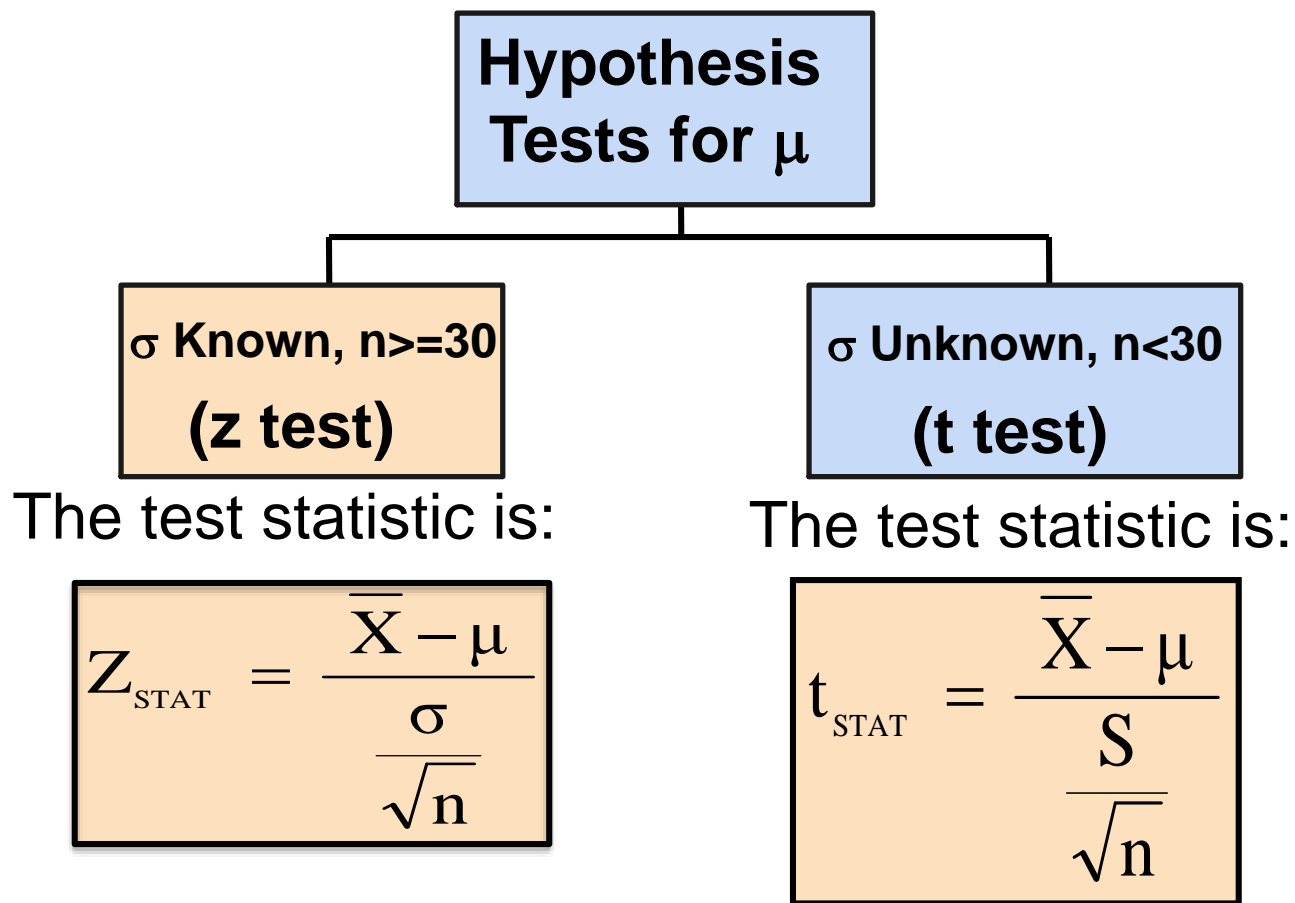 Hypothesis
Tests for μ
σ Known, n>=30
(z test)
The test statistic is:
Z_STAT = (X̅ − μ) / (σ / √n)
σ Unknown, n<30
(t test)
The test statistic is:
t_STAT = (X̅ − μ) / (S / √n)